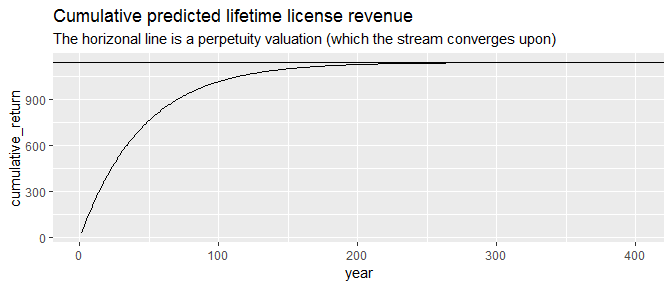 Cumulative predicted lifetime license revenue
The horizonal line is a perpetuity valuation (which the stream converges upon)
cumulative_return
900
600
300
0
0 100 200 300 400
year